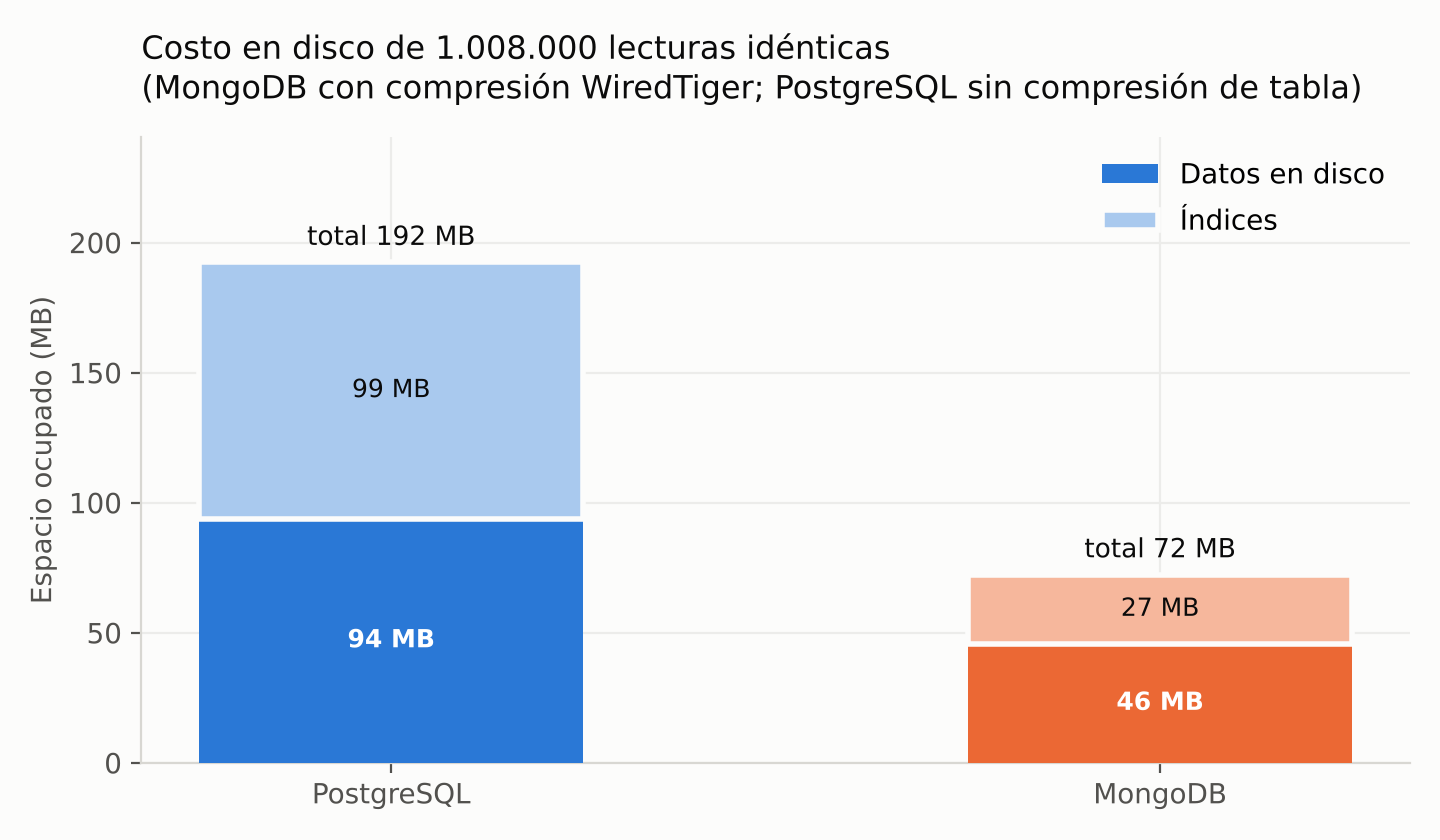 Costo en disco de 1.008.000 lecturas idénticas
(MongoDB con compresión WiredTiger; PostgreSQL sin compresión de tabla)
Datos en disco
Índices
Espacio ocupado (MB)
200
150
100
50
0
total 192 MB
99 MB
94 MB
total 72 MB
27 MB
46 MB
PostgreSQL
MongoDB